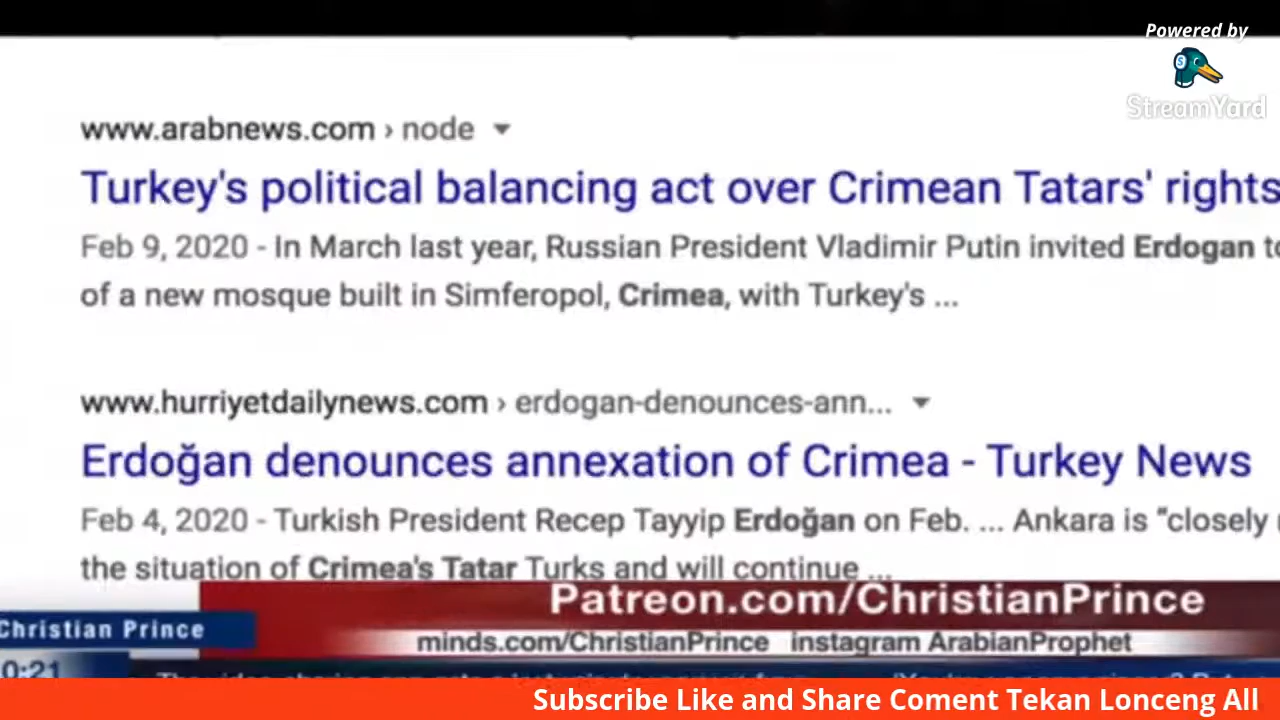 Powered by
StreamYard
www.arabnews.com › node
Turkey's political balancing act over Crimean Tatars' rights
Feb 9, 2020 - In March last year, Russian President Vladimir Putin invited Erdogan
of a new mosque built in Simferopol, Crimea, with Turkey's ...
www.hurriyetdailynews.com › erdogan-denounces-ann...
Erdoğan denounces annexation of Crimea - Turkey News
Feb 4, 2020 - Turkish President Recep Tayyip Erdoğan on Feb. ... Ankara is “closely
the situation of Crimea's Tatar Turks and will continue ...
Patreon.com/ChristianPrince
Christian Prince
minds.com/ChristianPrince instagram ArabianProphet
0:21
Subscribe Like and Share Coment Tekan Lonceng All